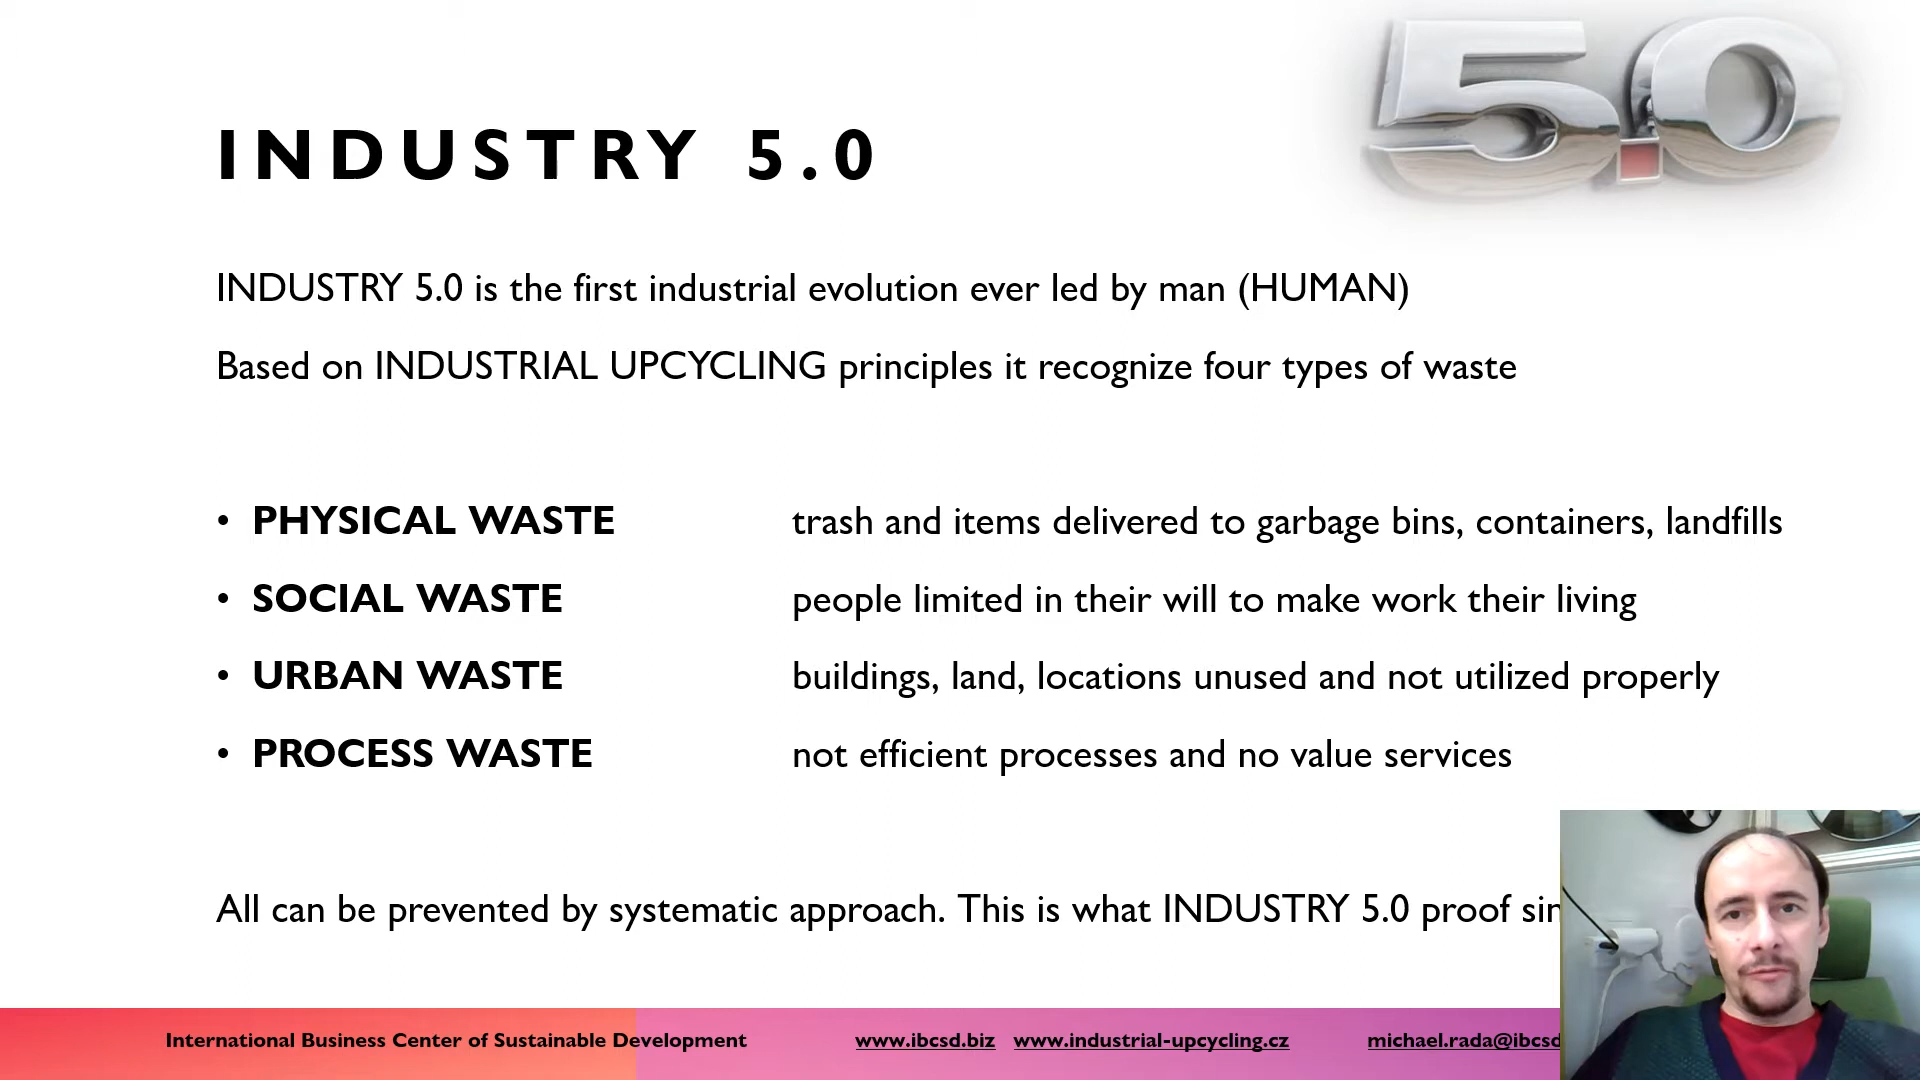 5.0
INDUSTRY 5.0
INDUSTRY 5.0 is the first industrial evolution ever led by man (HUMAN)
Based on INDUSTRIAL UPCYCLING principles it recognize four types of waste
• PHYSICAL WASTE trash and items delivered to garbage bins, containers, landfills
• SOCIAL WASTE people limited in their will to make work their living
• URBAN WASTE buildings, land, locations unused and not utilized properly
• PROCESS WASTE not efficient processes and no value services
All can be prevented by systematic approach. This is what INDUSTRY 5.0 proof
International Business Center of Sustainable Development www.ibcsd.biz www.industrial-upcycling.cz michael.rada@ibcsd